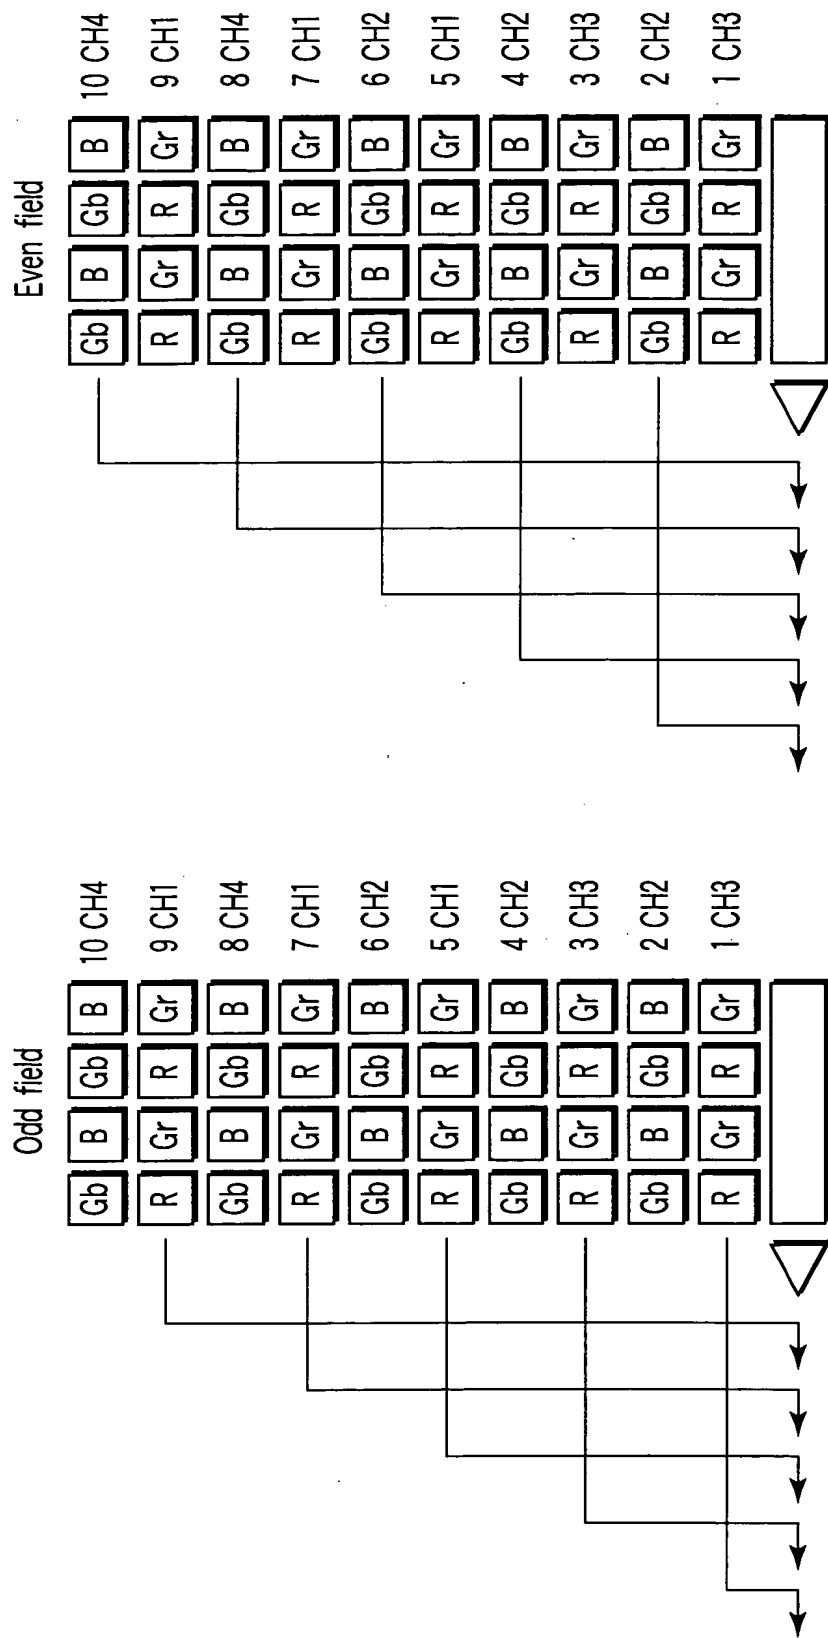 Even field
Gb B Gb B 10 CH4
R Gr R Gr 9 CH1
Gb B Gb B 8 CH4
R Gr R Gr 7 CH1
Gb B Gb B 6 CH2
R Gr R Gr 5 CH1
Gb B Gb B 4 CH2
R Gr R Gr 3 CH3
Gb B Gb B 2 CH2
R Gr R Gr 1 CH3
Odd field
Gb B Gb B 10 CH4
R Gr R Gr 9 CH1
Gb B Gb B 8 CH4
R Gr R Gr 7 CH1
Gb B Gb B 6 CH2
R Gr R Gr 5 CH1
Gb B Gb B 4 CH2
R Gr R Gr 3 CH3
Gb B Gb B 2 CH2
R Gr R Gr 1 CH3